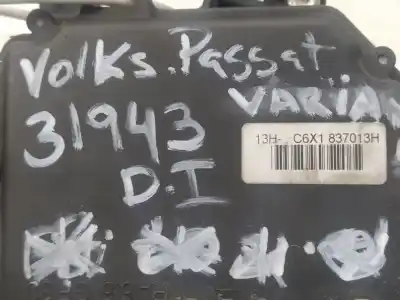 Volks. Passat
VARIAN
31943
13H- C6X1 837013H
D.I